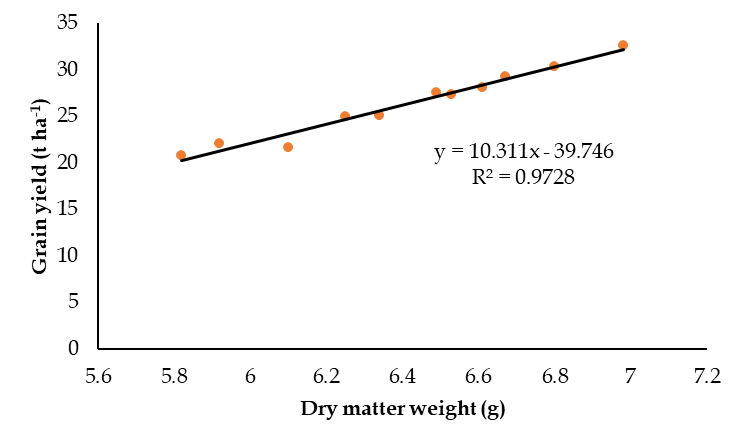 35
30
25
20
15
10
5
0
Grain yield (t ha⁻¹)
y = 10.311x - 39.746
R² = 0.9728
5.6 5.8 6 6.2 6.4 6.6 6.8 7 7.2
Dry matter weight (g)